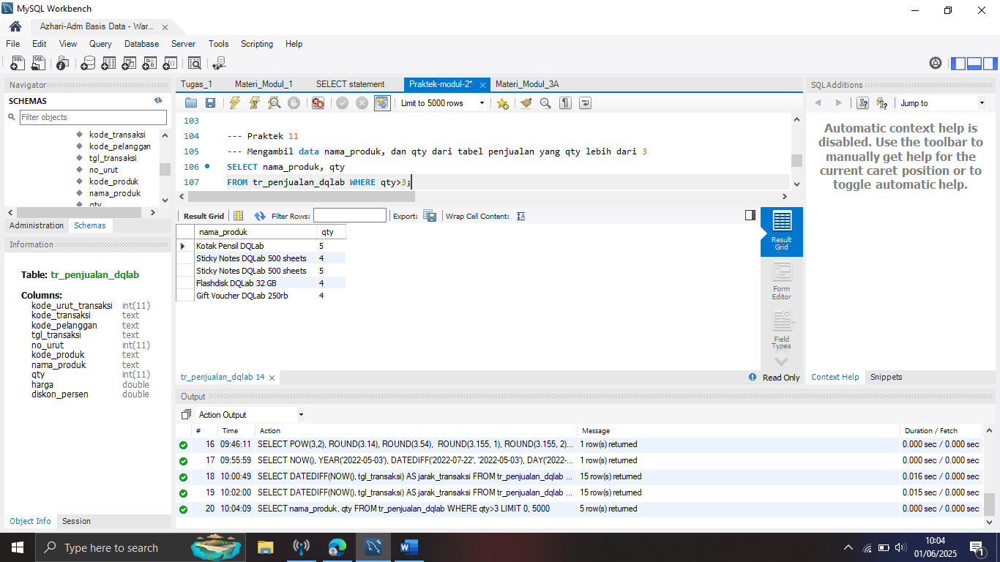 MySQL Workbench
Azhari-Adm Basis Data - War...
File Edit View Query Database Server Tools Scripting Help
Navigator
SCHEMAS
Filter objects
kode_transaksi
kode_pelanggan
tgl_transaksi
no_urut
kode_produk
nama_produk
qty
Administration Schemas
Information
Table: tr_penjualan_dqlab
Columns:
kode_urut_transaksi int(11)
kode_transaksi text
kode_pelanggan text
tgl_transaksi text
no_urut int(11)
kode_produk text
nama_produk text
qty int(11)
harga double
diskon_persen double
Object Info Session
Tugas_1 Materi_Modul_1 SELECT statement Praktek-modul-2* Materi_Modul_3A
Limit to 5000 rows
103
104 --- Praktek 11
105 --- Mengambil data nama_produk, dan qty dari tabel penjualan yang qty lebih dari 3
106 SELECT nama_produk, qty
107 FROM tr_penjualan_dqlab WHERE qty>3;
Result Grid Filter Rows: Export: Wrap Cell Content:
nama_produk qty
Kotak Pensil DQLab 5
Sticky Notes DQLab 500 sheets 4
Sticky Notes DQLab 500 sheets 5
Flashdisk DQLab 32 GB 4
Gift Voucher DQLab 250rb 4
Result Grid
Form Editor
Field Types
tr_penjualan_dqlab 14
Read Only
SQLAdditions
Jump to
Automatic context help is
disabled. Use the toolbar to
manually get help for the
current caret position or to
toggle automatic help.
Context Help Snippets
Output
Action Output
# Time Action Message Duration / Fetch
16 09:46:11 SELECT POW(3,2), ROUND(3.14), ROUND(3.54), ROUND(3.155, 1), ROUND(3.155, 2)... 1 row(s) returned 0.000 sec / 0.000 sec
17 09:55:59 SELECT NOW(), YEAR('2022-05-03'), DATEDIFF('2022-07-22', '2022-05-03'), DAY('2022-... 1 row(s) returned 0.000 sec / 0.000 sec
18 10:00:49 SELECT DATEDIFF(NOW(), tgl_transaksi) AS jarak_transaksi FROM tr_penjualan_dqlab ... 15 row(s) returned 0.016 sec / 0.000 sec
19 10:02:00 SELECT DATEDIFF(NOW(), tgl_transaksi) AS jarak_transaksi FROM tr_penjualan_dqlab ... 15 row(s) returned 0.015 sec / 0.000 sec
20 10:04:09 SELECT nama_produk, qty FROM tr_penjualan_dqlab WHERE qty>3 LIMIT 0, 5000 5 row(s) returned 0.000 sec / 0.000 sec
Type here to search
10:04
01/06/2025
1